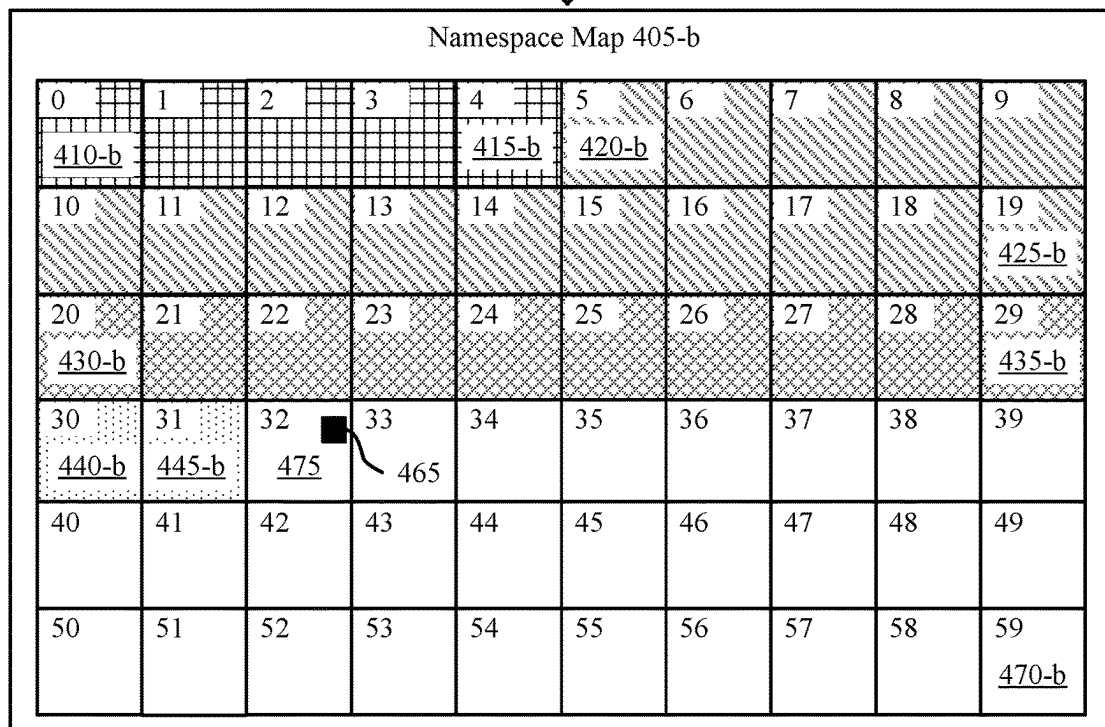 Namespace Map 405-b
0 1 2 3 4 5 6 7 8 9
410-b 415-b 420-b
10 11 12 13 14 15 16 17 18 19
425-b
20 21 22 23 24 25 26 27 28 29
430-b 435-b
30 31 32 33 34 35 36 37 38 39
440-b 445-b 475 465
40 41 42 43 44 45 46 47 48 49
50 51 52 53 54 55 56 57 58 59
470-b